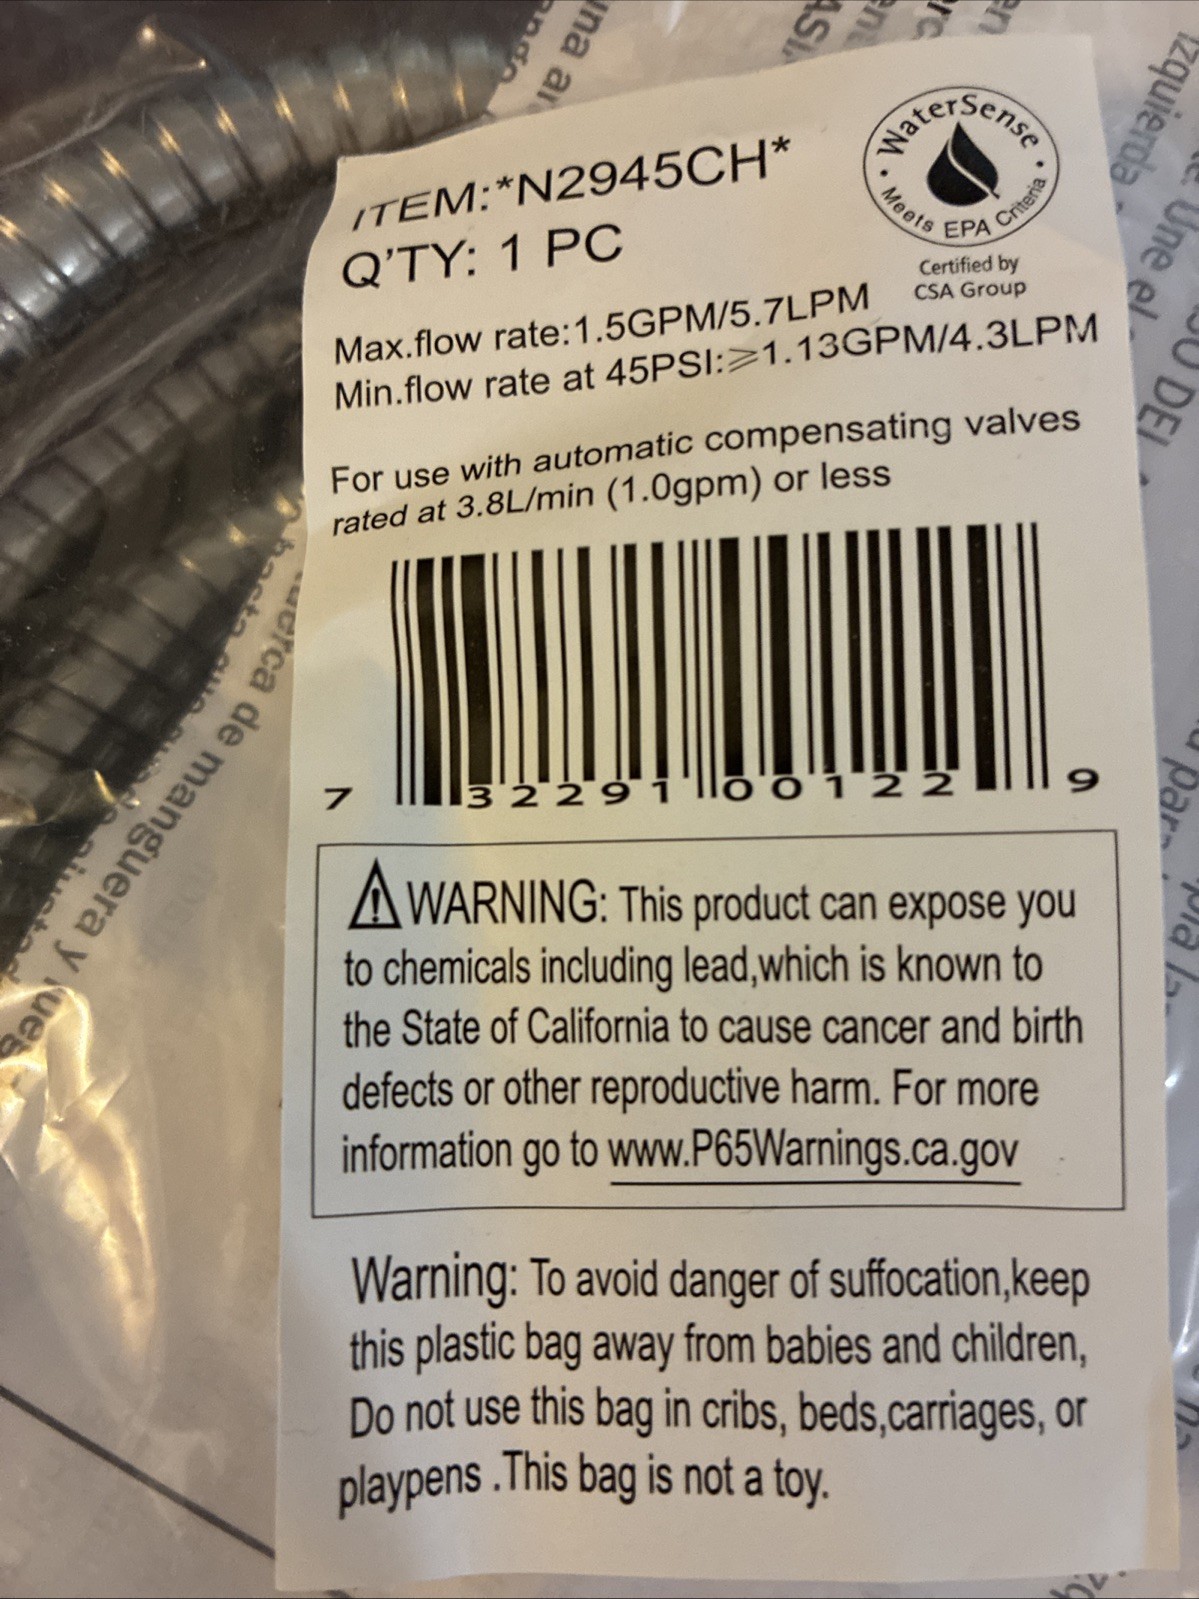 ITEM:*N2945CH*
Q'TY: 1 PC
WaterSense
Meets EPA Criteria
Certified by
CSA Group
Max.flow rate:1.5GPM/5.7LPM
Min.flow rate at 45PSI:⩾1.13GPM/4.3LPM
For use with automatic compensating valves
rated at 3.8L/min (1.0gpm) or less
7 32291 00122 9
⚠WARNING: This product can expose you
to chemicals including lead,which is known to
the State of California to cause cancer and birth
defects or other reproductive harm. For more
information go to www.P65Warnings.ca.gov
Warning: To avoid danger of suffocation,keep
this plastic bag away from babies and children,
Do not use this bag in cribs, beds,carriages, or
playpens .This bag is not a toy.
tuerca de manguera y
izquierda